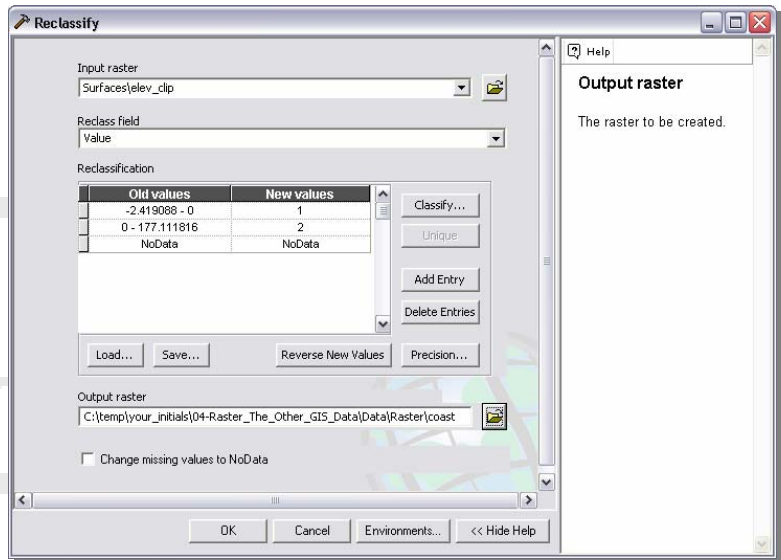 Reclassify
Input raster
Surfaces\elev_clip
Reclass field
Value
Reclassification
Old values New values
-2.419088 - 0 1
0 - 177.111816 2
NoData NoData
Classify...
Unique
Add Entry
Delete Entries
Load... Save... Reverse New Values Precision...
Output raster
C:\temp\your_initials\04-Raster_The_Other_GIS_Data\Data\Raster\coast
Change missing values to NoData
OK Cancel Environments... << Hide Help
Help
Output raster
The raster to be created.